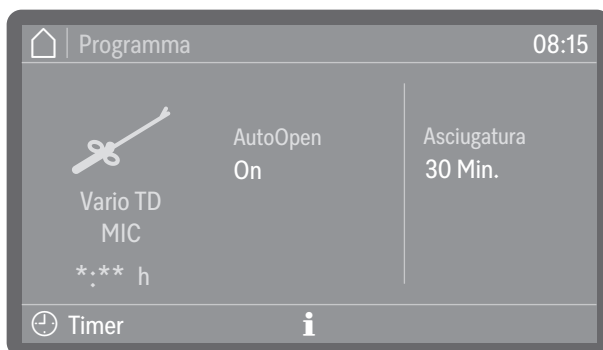 Programma
08:15
Vario TD
MIC
*:** h
AutoOpen
On
Asciugatura
30 Min.
Timer
i